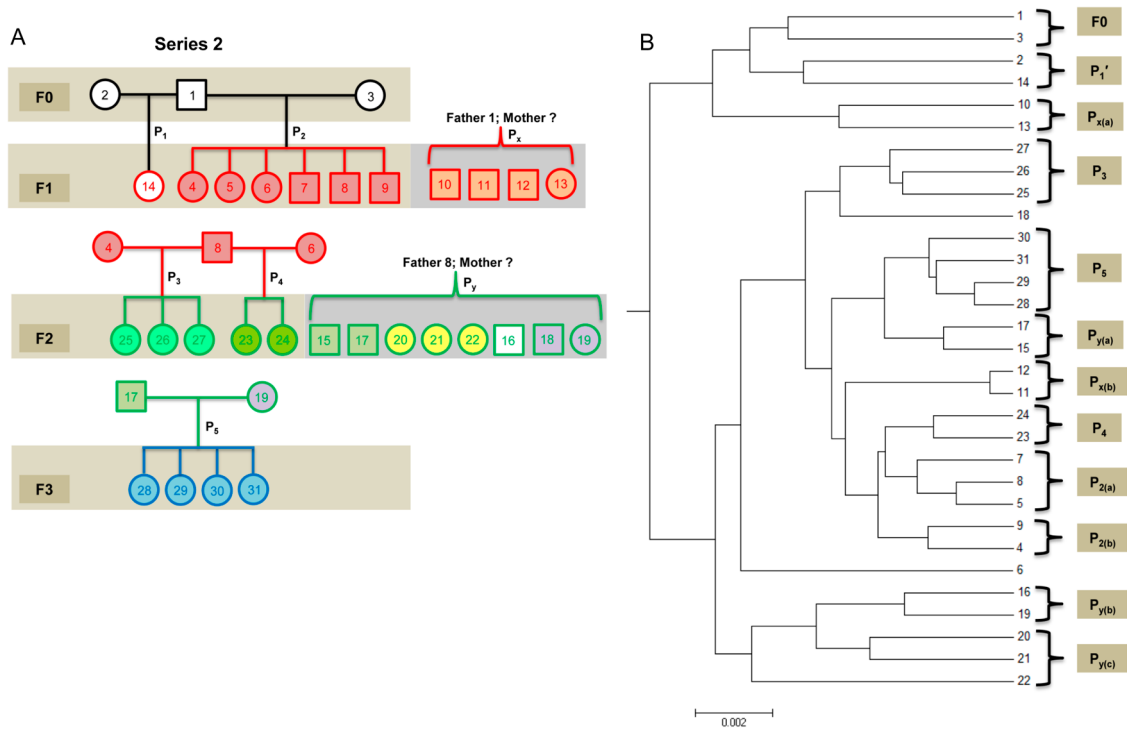 A
Series 2
F0
2
1
3
P1
P2
Father 1; Mother ?
Px
F1
14
4
5
6
7
8
9
10
11
12
13
4
8
6
P3
P4
Father 8; Mother ?
Py
F2
25
26
27
23
24
15
17
20
21
22
16
18
19
17
19
P5
F3
28
29
30
31
B
1
3
F0
2
14
P1′
10
13
Px(a)
27
26
25
P3
18
30
31
29
28
P5
17
15
Py(a)
12
11
Px(b)
24
23
P4
7
8
5
P2(a)
9
4
P2(b)
6
16
19
Py(b)
20
21
22
Py(c)
0.002